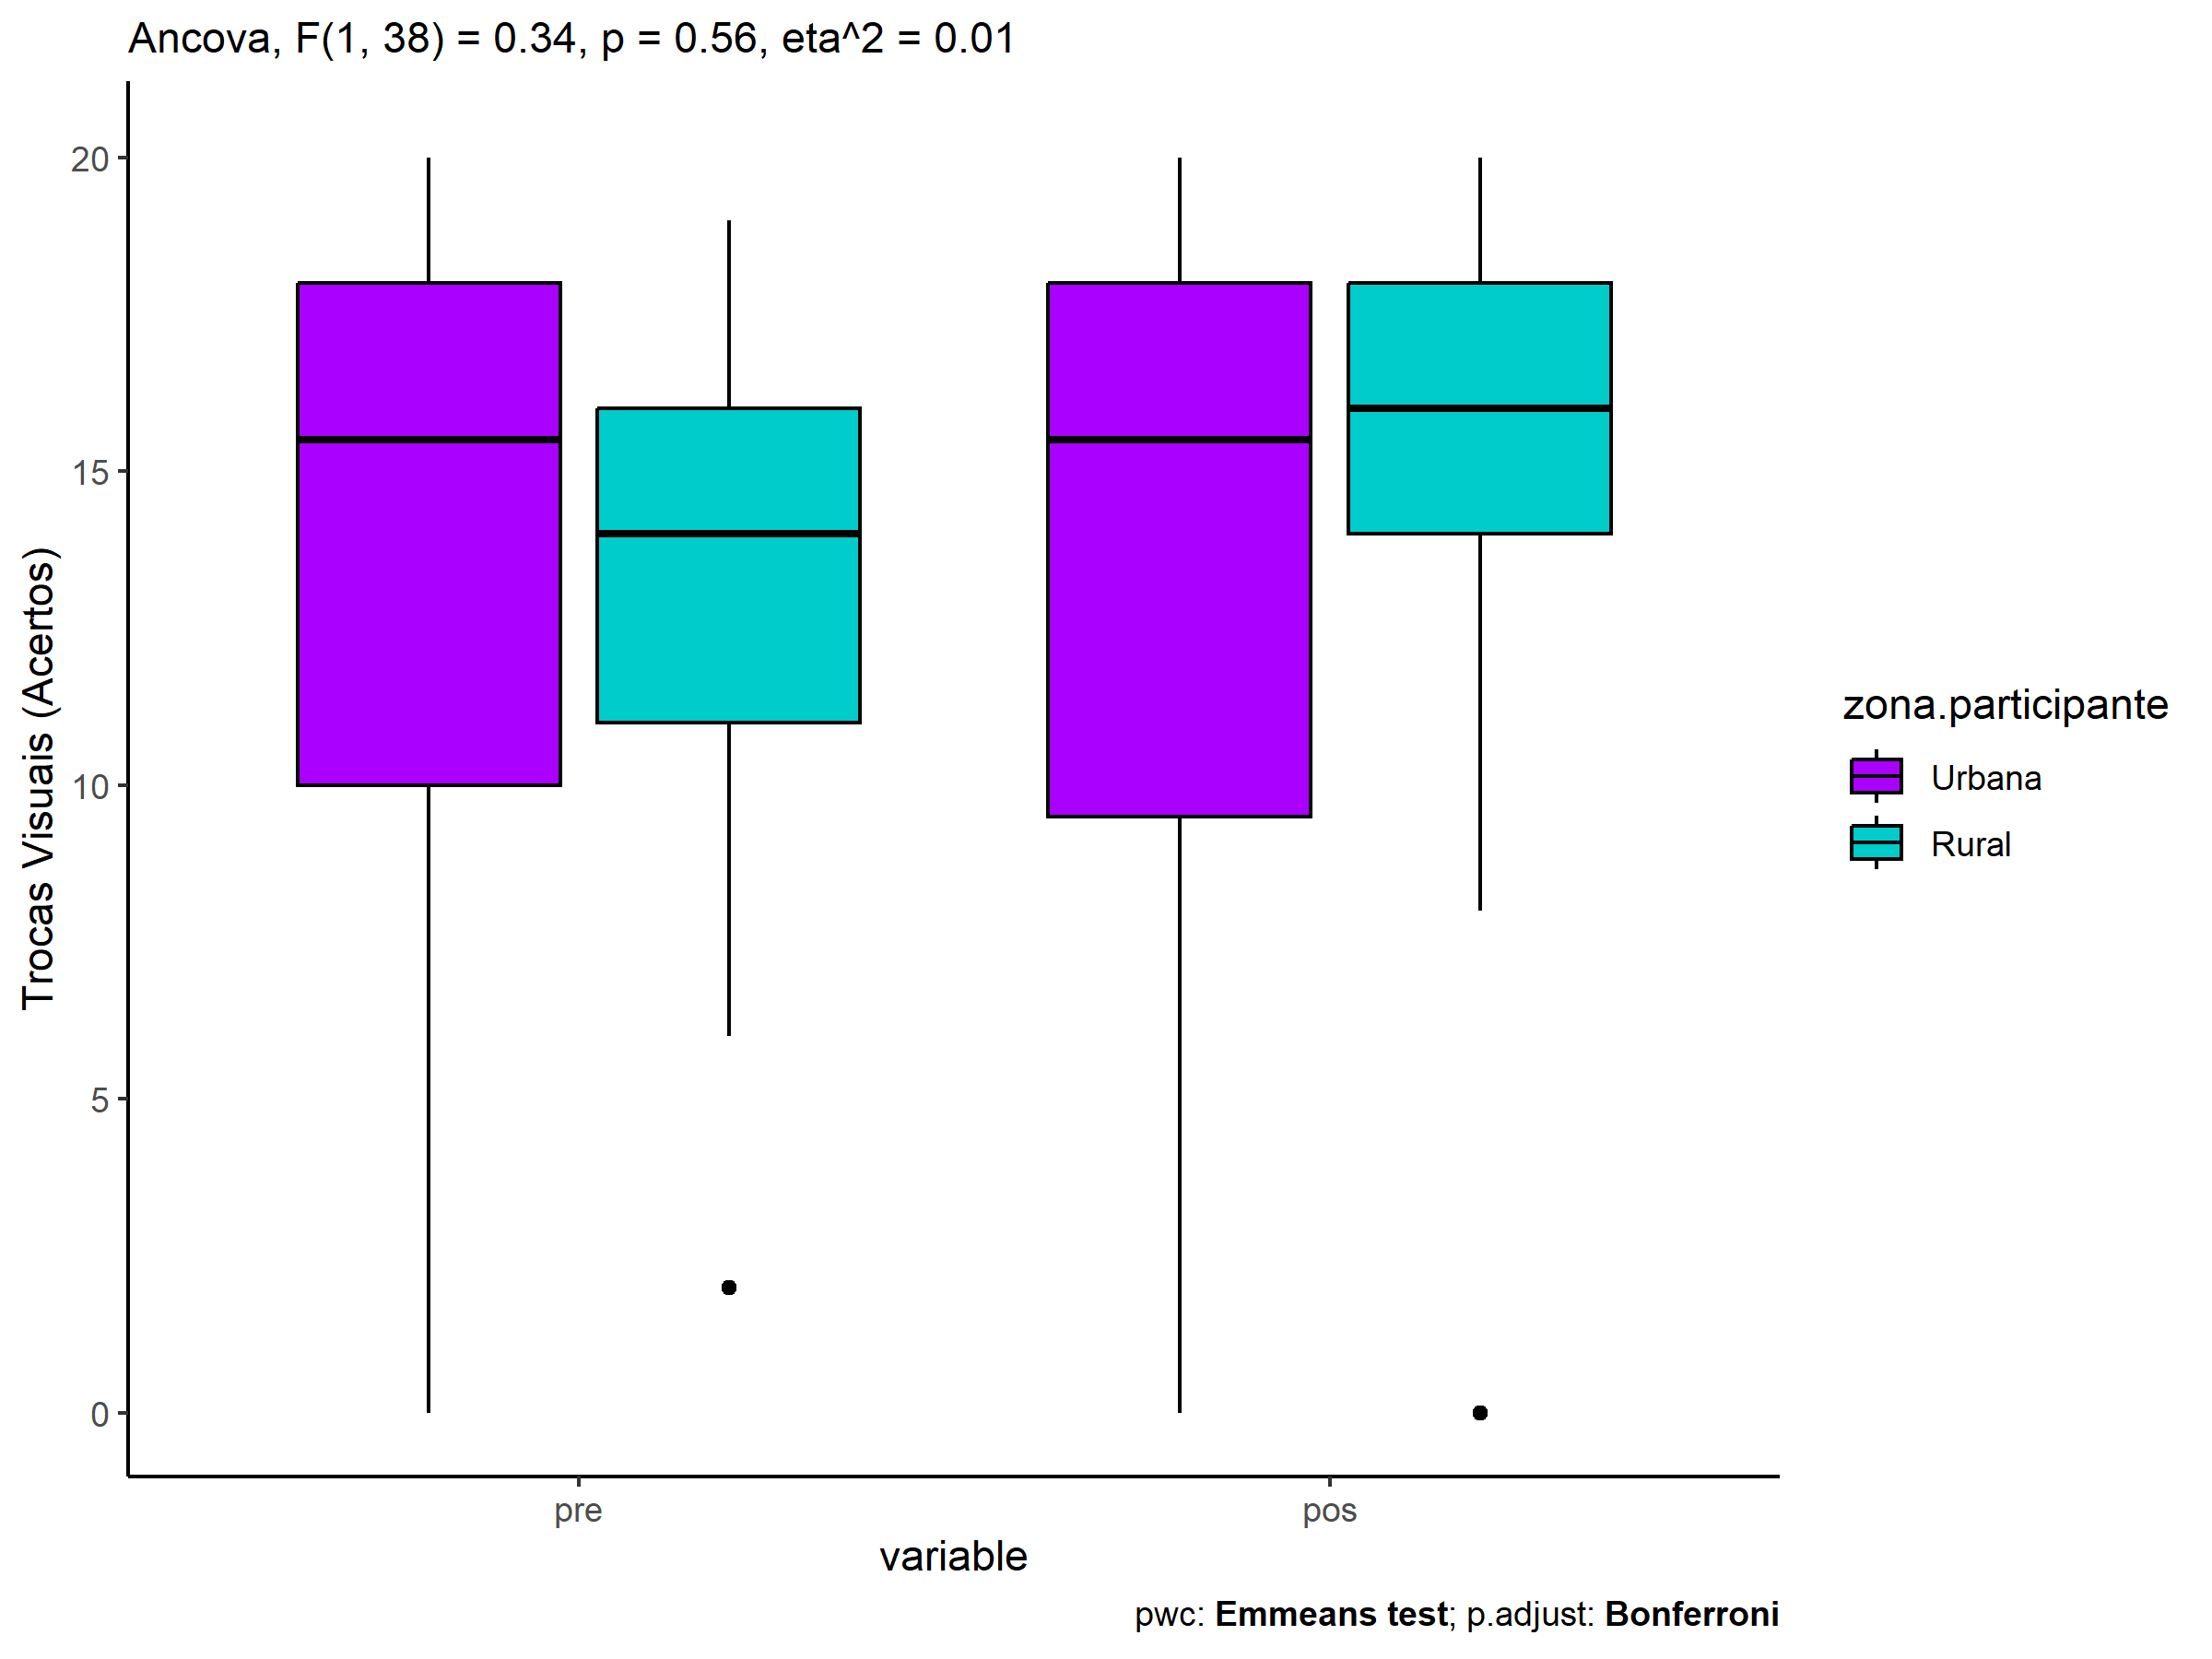 Ancova, F(1, 38) = 0.34, p = 0.56, eta^2 = 0.01
Trocas Visuais (Acertos)
20
15
10
5
0
pre
pos
variable
zona.participante
Urbana
Rural
pwc: Emmeans test; p.adjust: Bonferroni